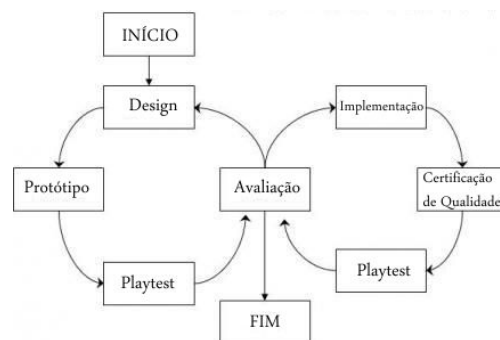 INÍCIO
Design
Implementação
Protótipo
Avaliação
Certificação
de Qualidade
Playtest
Playtest
FIM